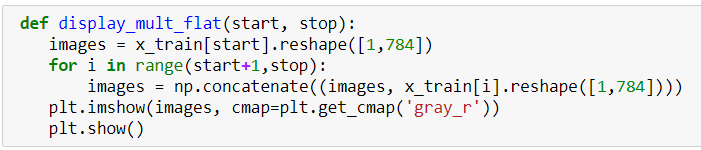 def display_mult_flat(start, stop):
    images = x_train[start].reshape([1,784])
    for i in range(start+1,stop):
        images = np.concatenate((images, x_train[i].reshape([1,784])))
    plt.imshow(images, cmap=plt.get_cmap('gray_r'))
    plt.show()